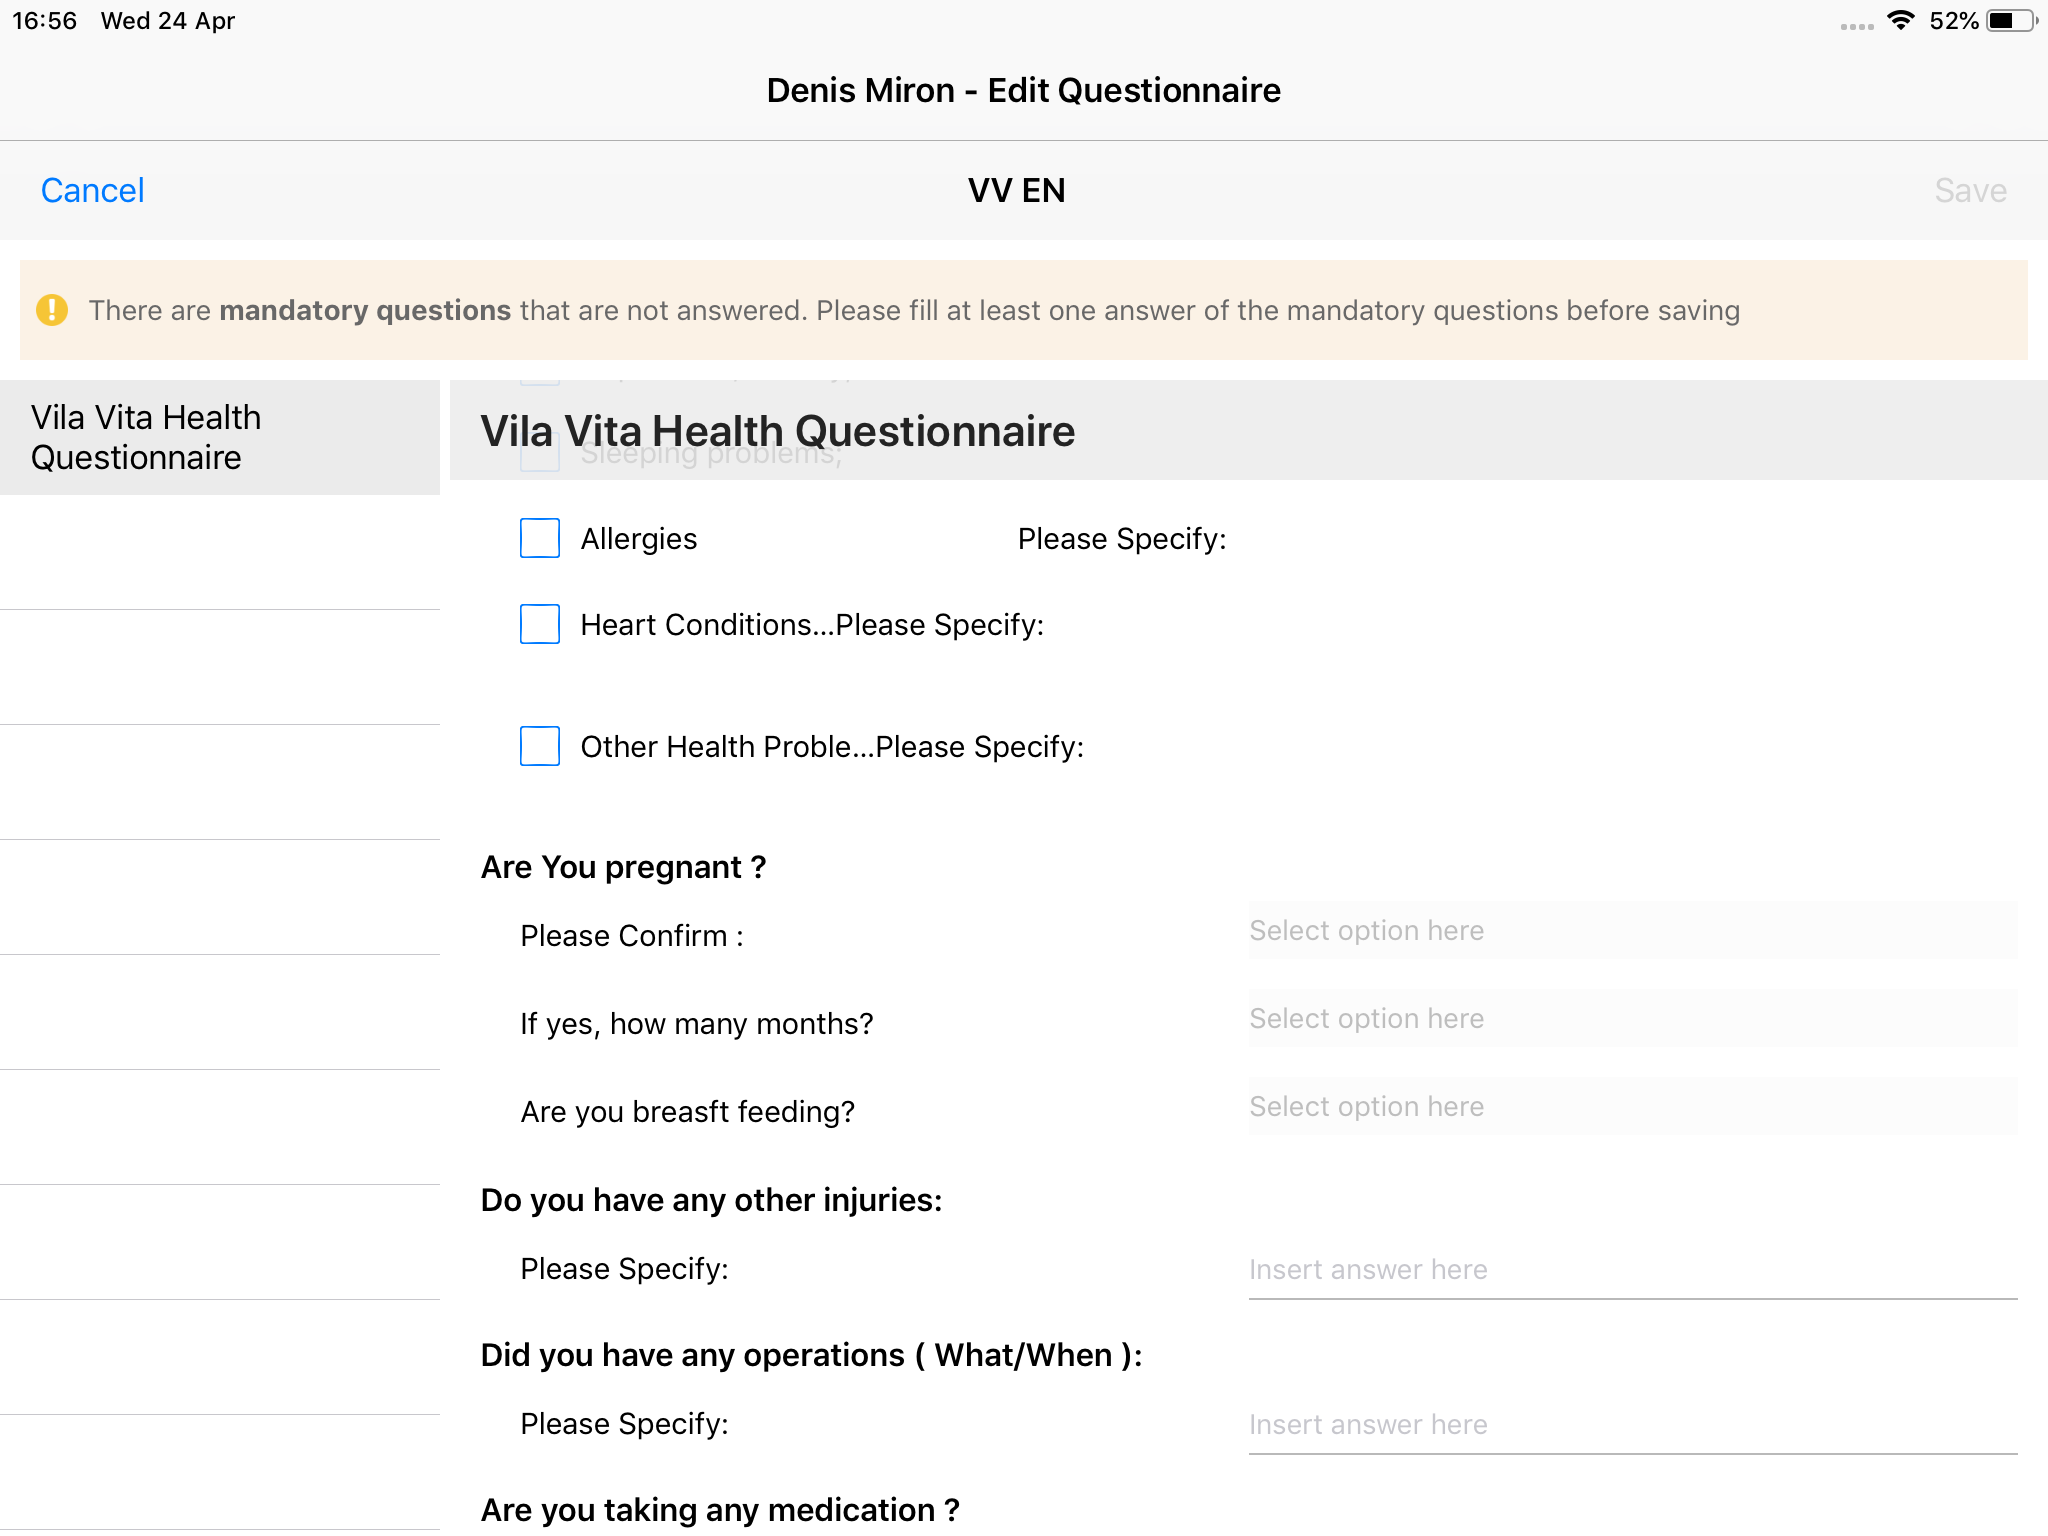 16:56 Wed 24 Apr 52%
Denis Miron - Edit Questionnaire
Cancel VV EN Save
There are mandatory questions that are not answered. Please fill at least one answer of the mandatory questions before saving
Vila Vita Health
Questionnaire
Vila Vita Health Questionnaire
Sleeping problems;
Allergies Please Specify:
Heart Conditions...Please Specify:
Other Health Proble...Please Specify:
Are You pregnant ?
Please Confirm : Select option here
If yes, how many months? Select option here
Are you breasft feeding? Select option here
Do you have any other injuries:
Please Specify: Insert answer here
Did you have any operations ( What/When ):
Please Specify: Insert answer here
Are you taking any medication ?